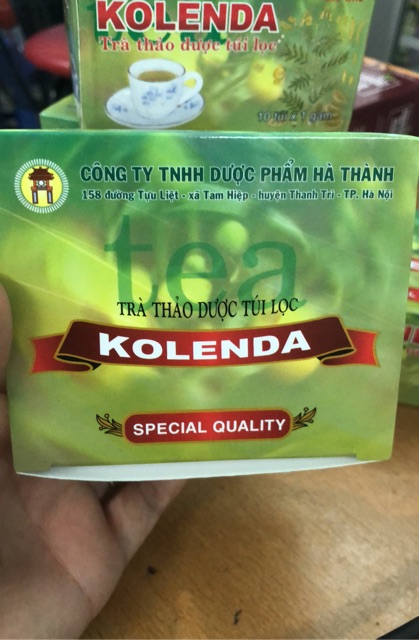 KOLENDA
Trà thảo dược túi lọc
CÔNG TY TNHH DƯỢC PHẨM HÀ THÀNH
158 đường Tựu Liệt - xã Tam Hiệp - huyện Thanh Trì - TP. Hà Nội
tea
TRÀ THẢO DƯỢC TÚI LỌC
KOLENDA
SPECIAL QUALITY